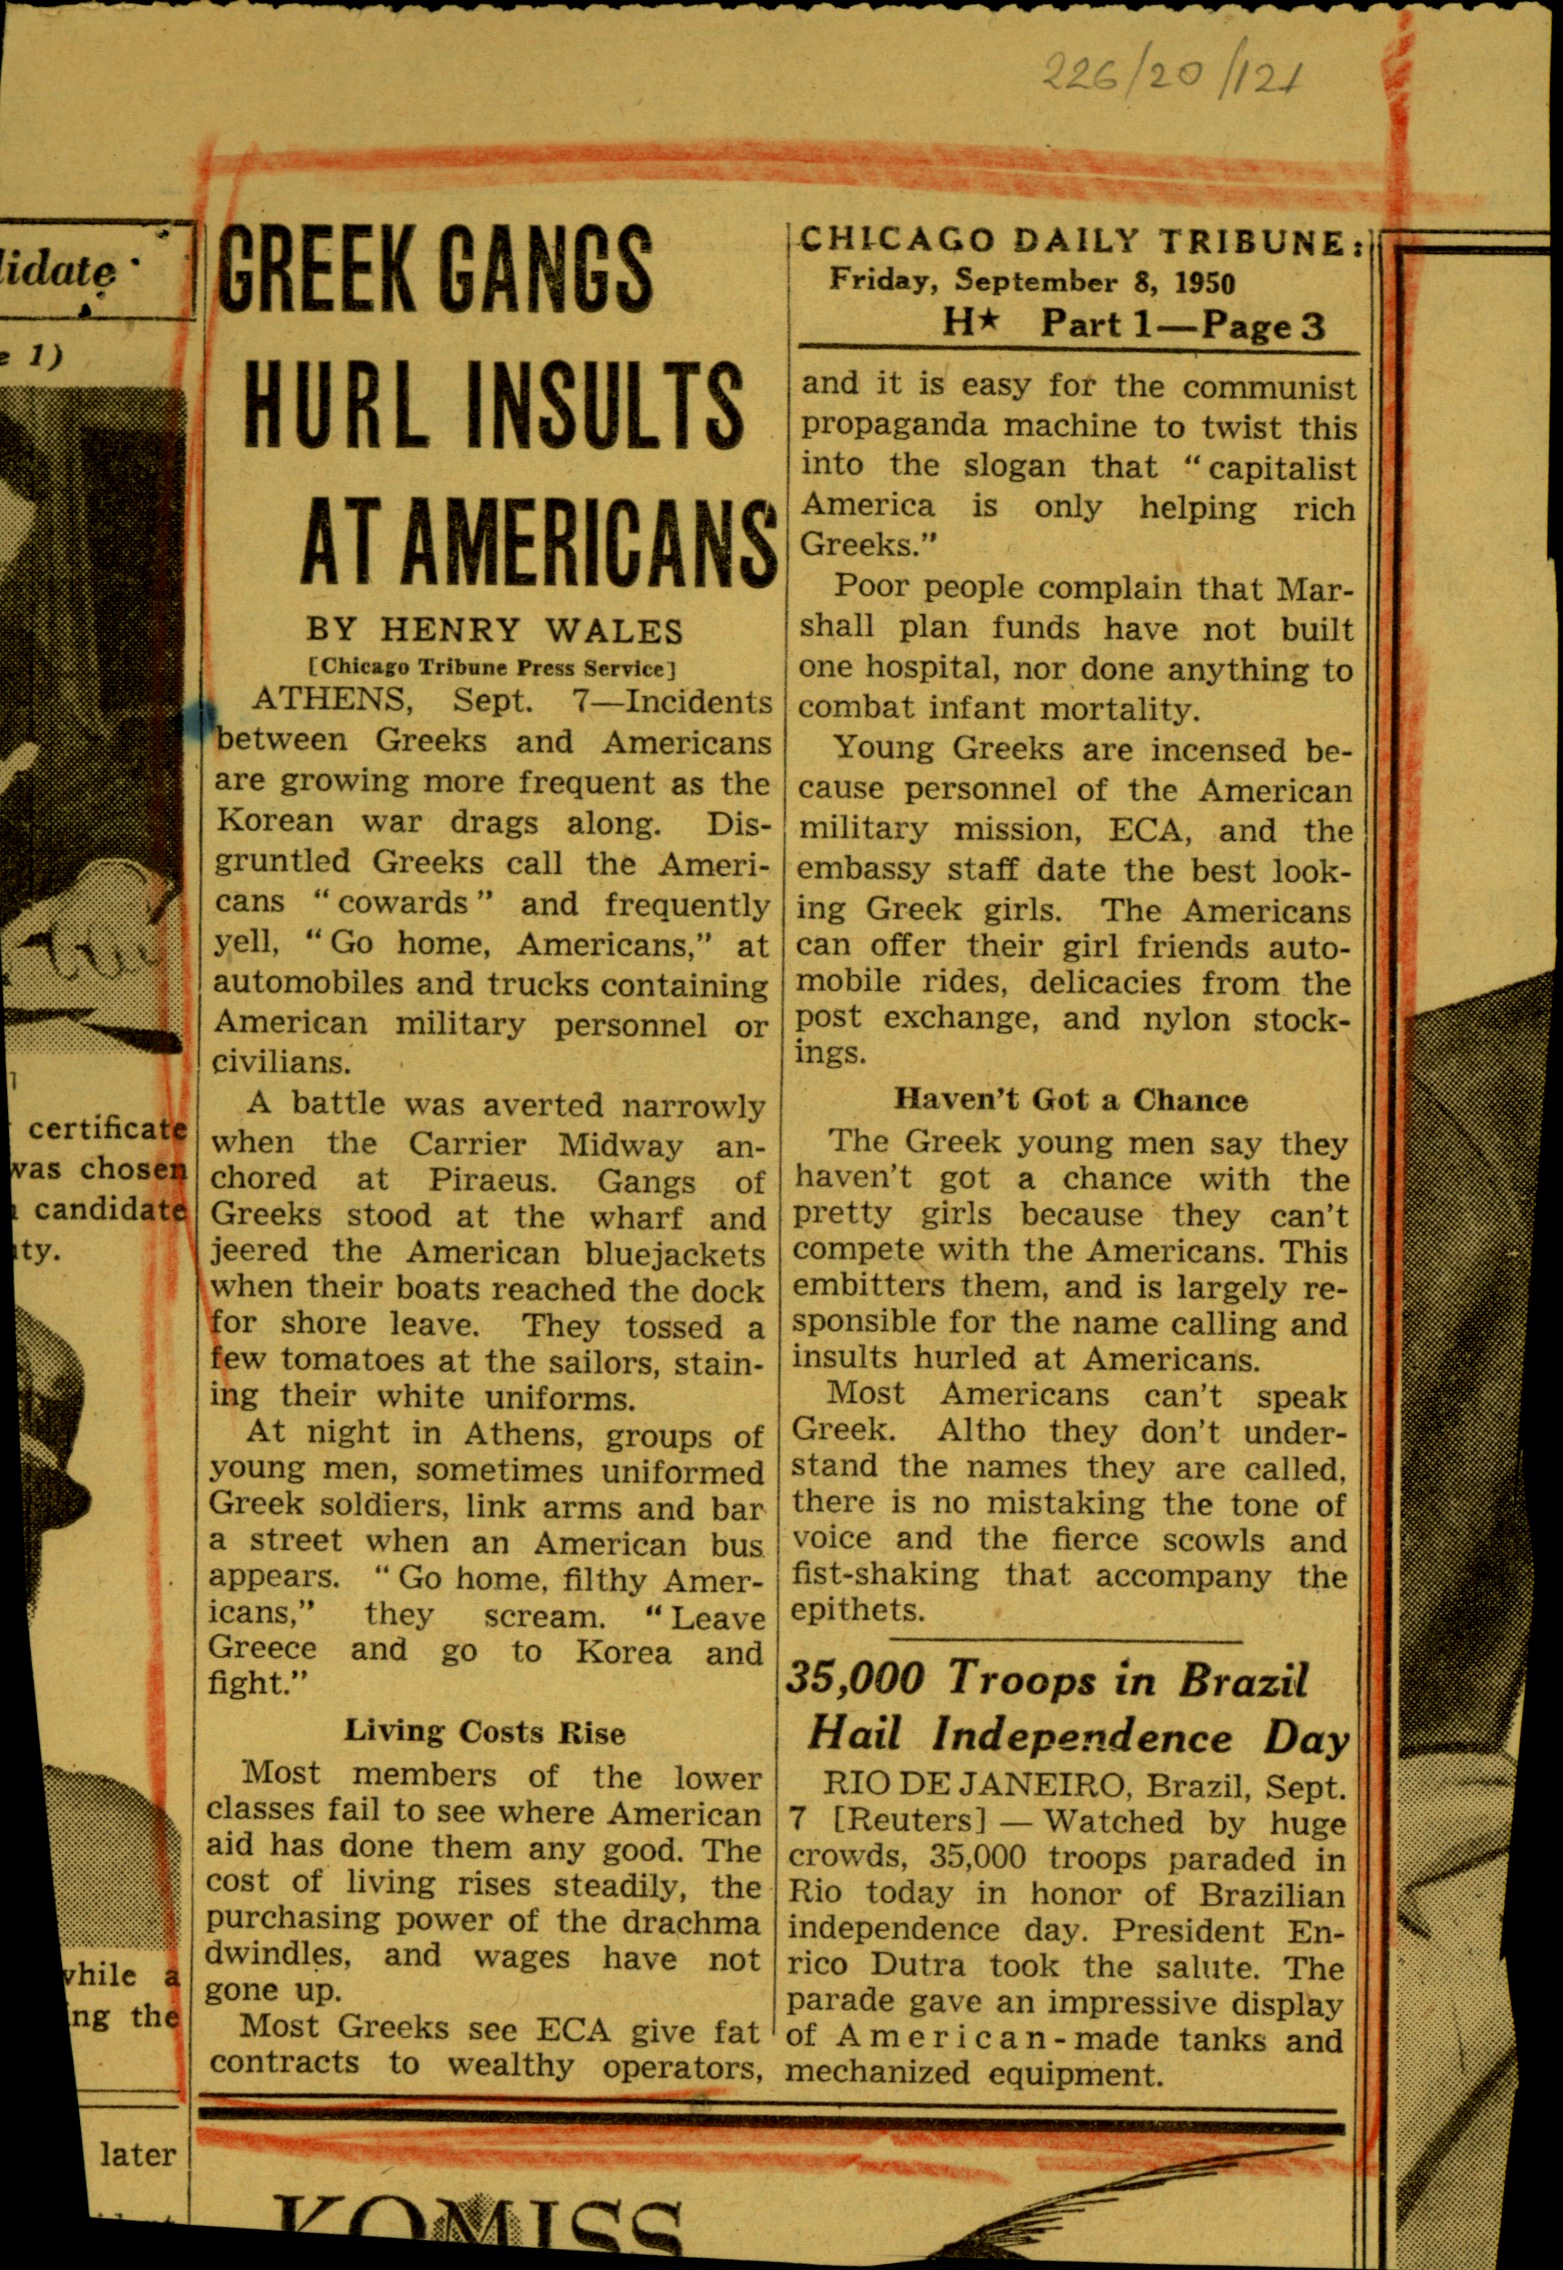 226/20/121
GREEK GANGS
HURL INSULTS
AT AMERICANS
BY HENRY WALES
[Chicago Tribune Press Service]
ATHENS, Sept. 7—Incidents
between Greeks and Americans
are growing more frequent as the
Korean war drags along. Dis-
gruntled Greeks call the Ameri-
cans "cowards" and frequently
yell, "Go home, Americans," at
automobiles and trucks containing
American military personnel or
civilians.
A battle was averted narrowly
when the Carrier Midway an-
chored at Piraeus. Gangs of
Greeks stood at the wharf and
jeered the American bluejackets
when their boats reached the dock
for shore leave. They tossed a
few tomatoes at the sailors, stain-
ing their white uniforms.
At night in Athens, groups of
young men, sometimes uniformed
Greek soldiers, link arms and bar
a street when an American bus
appears. "Go home, filthy Amer-
icans," they scream. "Leave
Greece and go to Korea and
fight."
Living Costs Rise
Most members of the lower
classes fail to see where American
aid has done them any good. The
cost of living rises steadily, the
purchasing power of the drachma
dwindles, and wages have not
gone up.
Most Greeks see ECA give fat
contracts to wealthy operators,
CHICAGO DAILY TRIBUNE:
Friday, September 8, 1950
H★ Part 1—Page 3
and it is easy for the communist
propaganda machine to twist this
into the slogan that "capitalist
America is only helping rich
Greeks."
Poor people complain that Mar-
shall plan funds have not built
one hospital, nor done anything to
combat infant mortality.
Young Greeks are incensed be-
cause personnel of the American
military mission, ECA, and the
embassy staff date the best look-
ing Greek girls. The Americans
can offer their girl friends auto-
mobile rides, delicacies from the
post exchange, and nylon stock-
ings.
Haven't Got a Chance
The Greek young men say they
haven't got a chance with the
pretty girls because they can't
compete with the Americans. This
embitters them, and is largely re-
sponsible for the name calling and
insults hurled at Americans.
Most Americans can't speak
Greek. Altho they don't under-
stand the names they are called,
there is no mistaking the tone of
voice and the fierce scowls and
fist-shaking that accompany the
epithets.
35,000 Troops in Brazil
Hail Independence Day
RIO DE JANEIRO, Brazil, Sept.
7 [Reuters] — Watched by huge
crowds, 35,000 troops paraded in
Rio today in honor of Brazilian
independence day. President En-
rico Dutra took the salute. The
parade gave an impressive display
of American-made tanks and
mechanized equipment.
lidate
e 1)
certificate
was chosen
candidate
ty.
while a
ing the
later
KOMISS